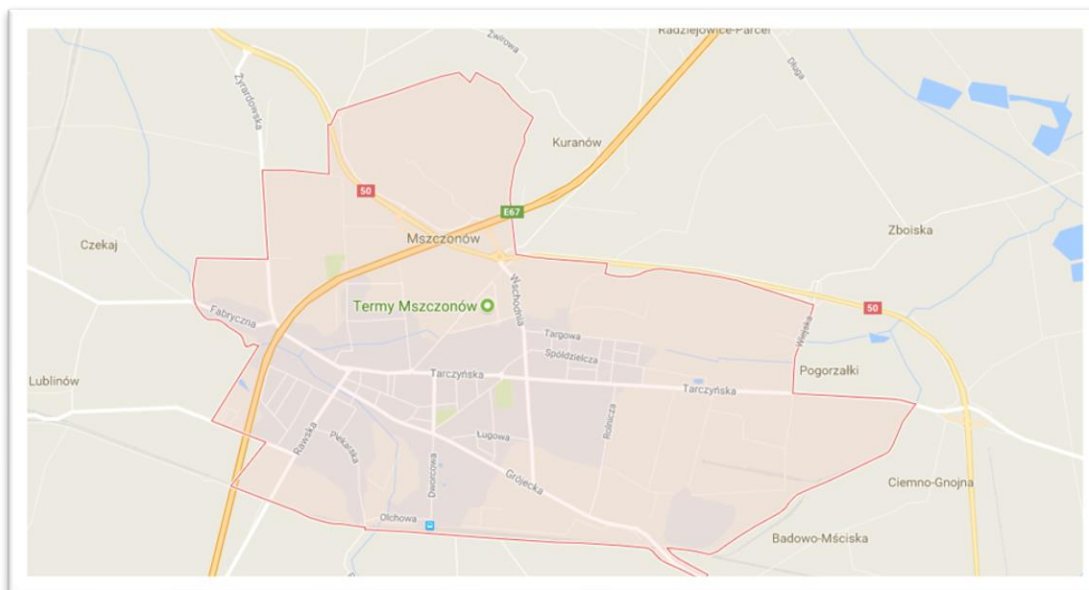 Radziejowice-Parcel
Żwirowa
Długa
Żyrardowska
Kuranów
50
E67
Zboiska
Mszczonów
Czekaj
Wschodnia
Termy Mszczonów
50
Fabryczna
Wiejska
Targowa
Spółdzielcza
Pogorzałki
Tarczyńska
Lublinów
Tarczyńska
Rolnicza
Rawska
Piekarska
Ługowa
Dworcowa
Grójecka
Ciemno-Gnojna
Olchowa
Badowo-Mściska